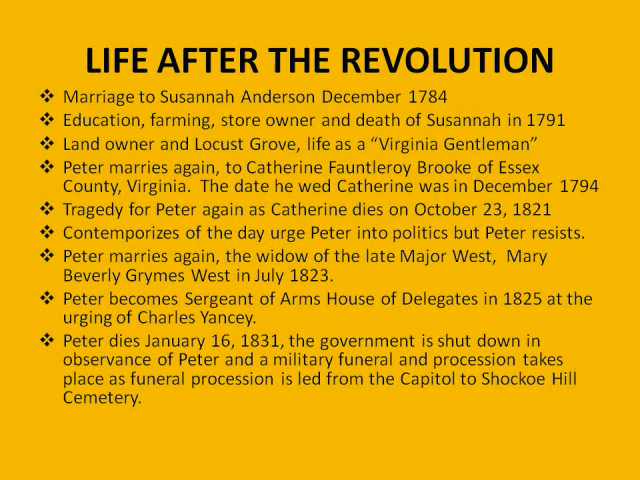 LIFE AFTER THE REVOLUTION
❖ Marriage to Susannah Anderson December 1784
❖ Education, farming, store owner and death of Susannah in 1791
❖ Land owner and Locust Grove, life as a “Virginia Gentleman”
❖ Peter marries again, to Catherine Fauntleroy Brooke of Essex
County, Virginia. The date he wed Catherine was in December 1794
❖ Tragedy for Peter again as Catherine dies on October 23, 1821
❖ Contemporizes of the day urge Peter into politics but Peter resists.
❖ Peter marries again, the widow of the late Major West, Mary
Beverly Grymes West in July 1823.
❖ Peter becomes Sergeant of Arms House of Delegates in 1825 at the
urging of Charles Yancey.
❖ Peter dies January 16, 1831, the government is shut down in
observance of Peter and a military funeral and procession takes
place as funeral procession is led from the Capitol to Shockoe Hill
Cemetery.